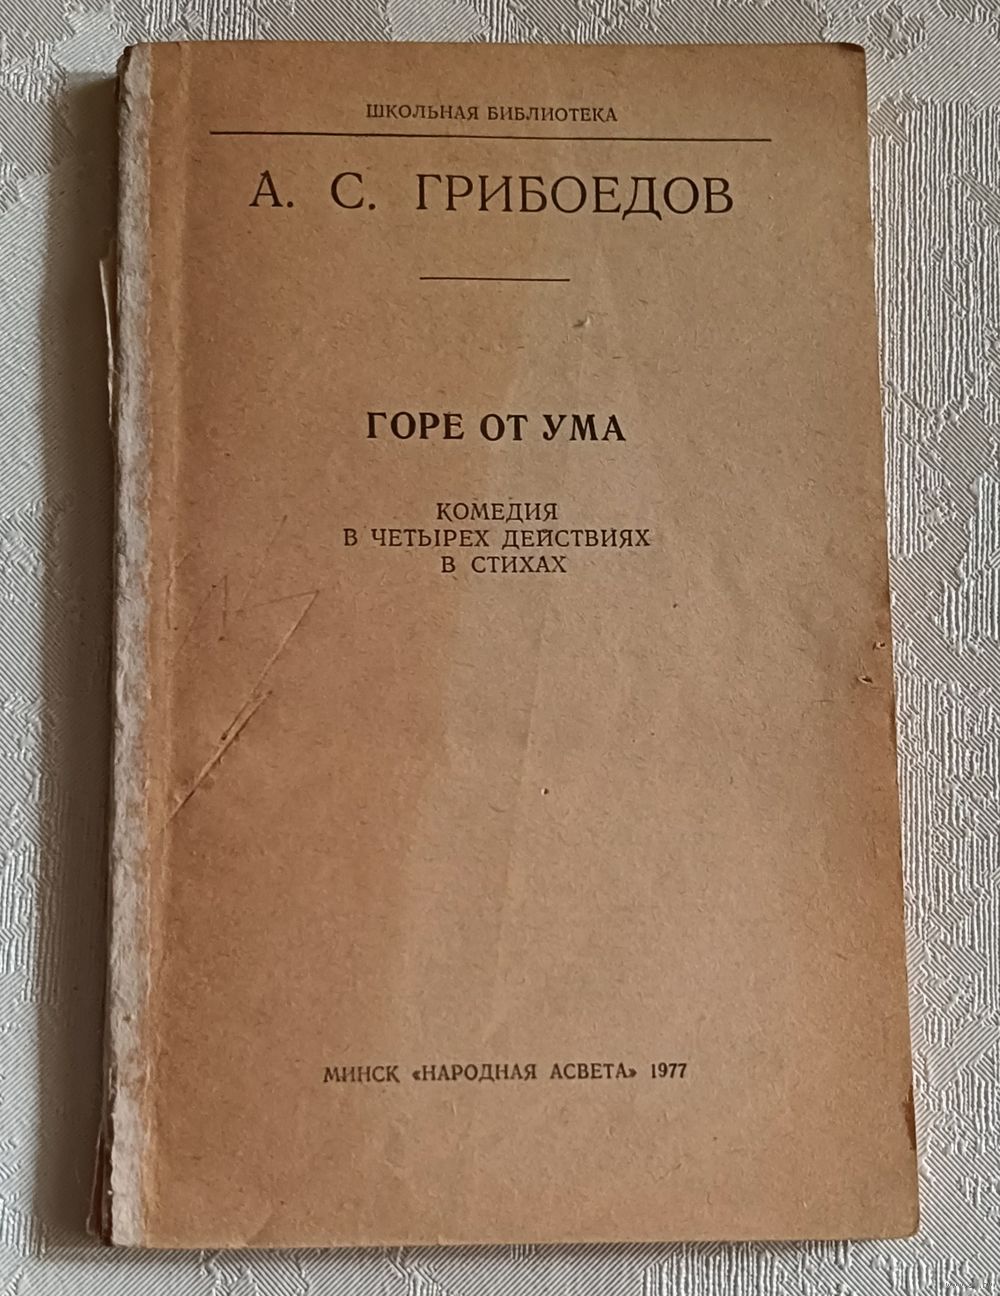 ШКОЛЬНАЯ БИБЛИОТЕКА
А. С. ГРИБОЕДОВ
ГОРЕ ОТ УМА
КОМЕДИЯ
В ЧЕТЫРЕХ ДЕЙСТВИЯХ
В СТИХАХ
МИНСК «НАРОДНАЯ АСВЕТА» 1977